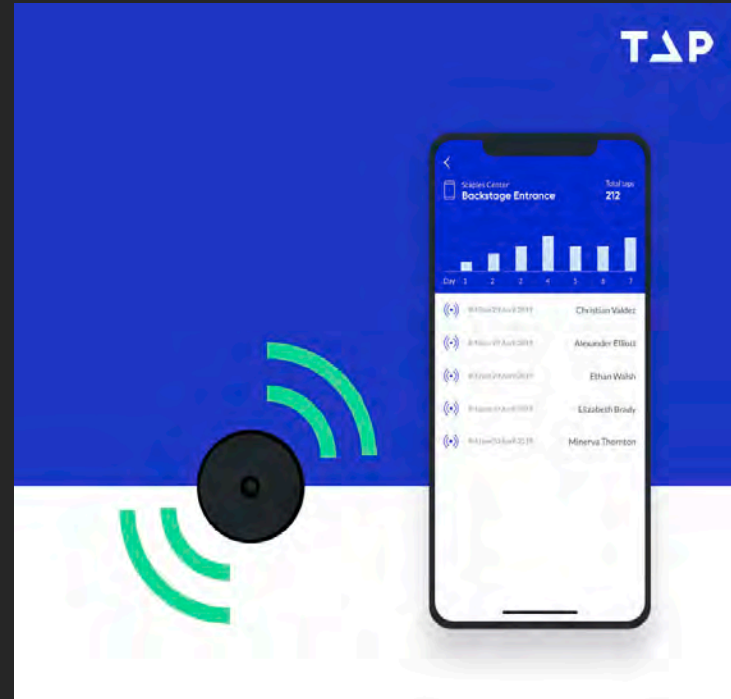 TAP
Staples Center
Total taps
Backstage Entrance
212
Day 1 2 3 4 5 6 7
Christian Valdez
Alexander Elliott
Ethan Walsh
Elizabeth Brady
Minerva Thornton